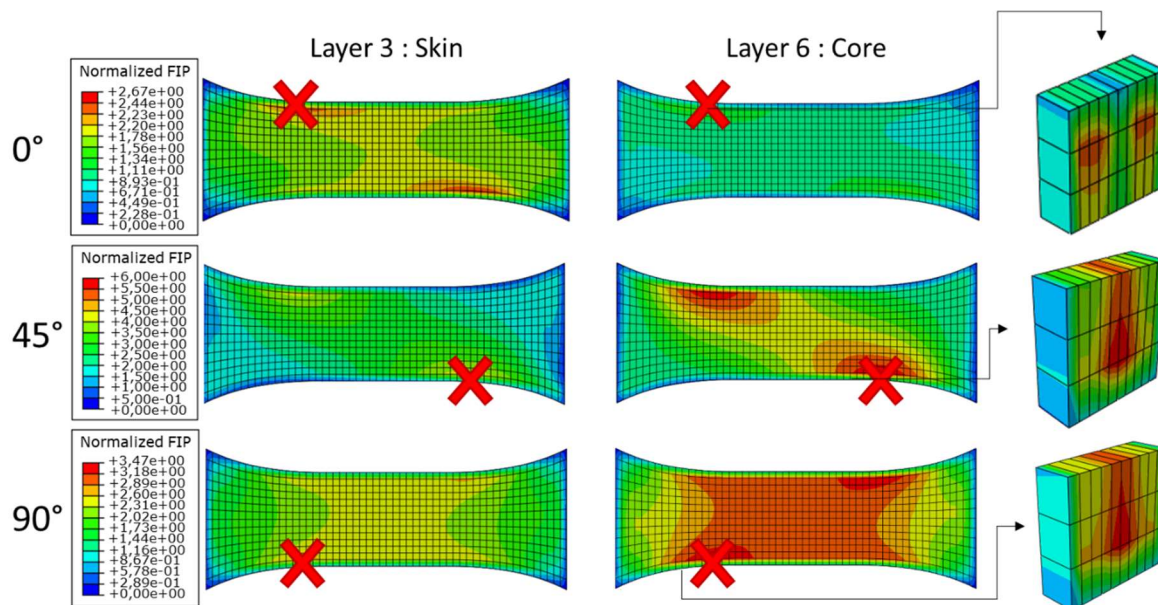 Layer 3 : Skin
Layer 6 : Core
0°
Normalized FIP
+2,67e+00
+2,44e+00
+2,23e+00
+2,20e+00
+1,78e+00
+1,56e+00
+1,34e+00
+1,11e+00
+8,93e-01
+6,71e-01
+4,49e-01
+2,28e-01
+0,00e+00
45°
Normalized FIP
+6,00e+00
+5,50e+00
+5,00e+00
+4,50e+00
+4,00e+00
+3,50e+00
+3,00e+00
+2,50e+00
+2,00e+00
+1,50e+00
+1,00e+00
+5,00e-01
+0,00e+00
90°
Normalized FIP
+3,47e+00
+3,18e+00
+2,89e+00
+2,60e+00
+2,31e+00
+2,02e+00
+1,73e+00
+1,44e+00
+1,16e+00
+8,67e-01
+5,78e-01
+2,89e-01
+0,00e+00